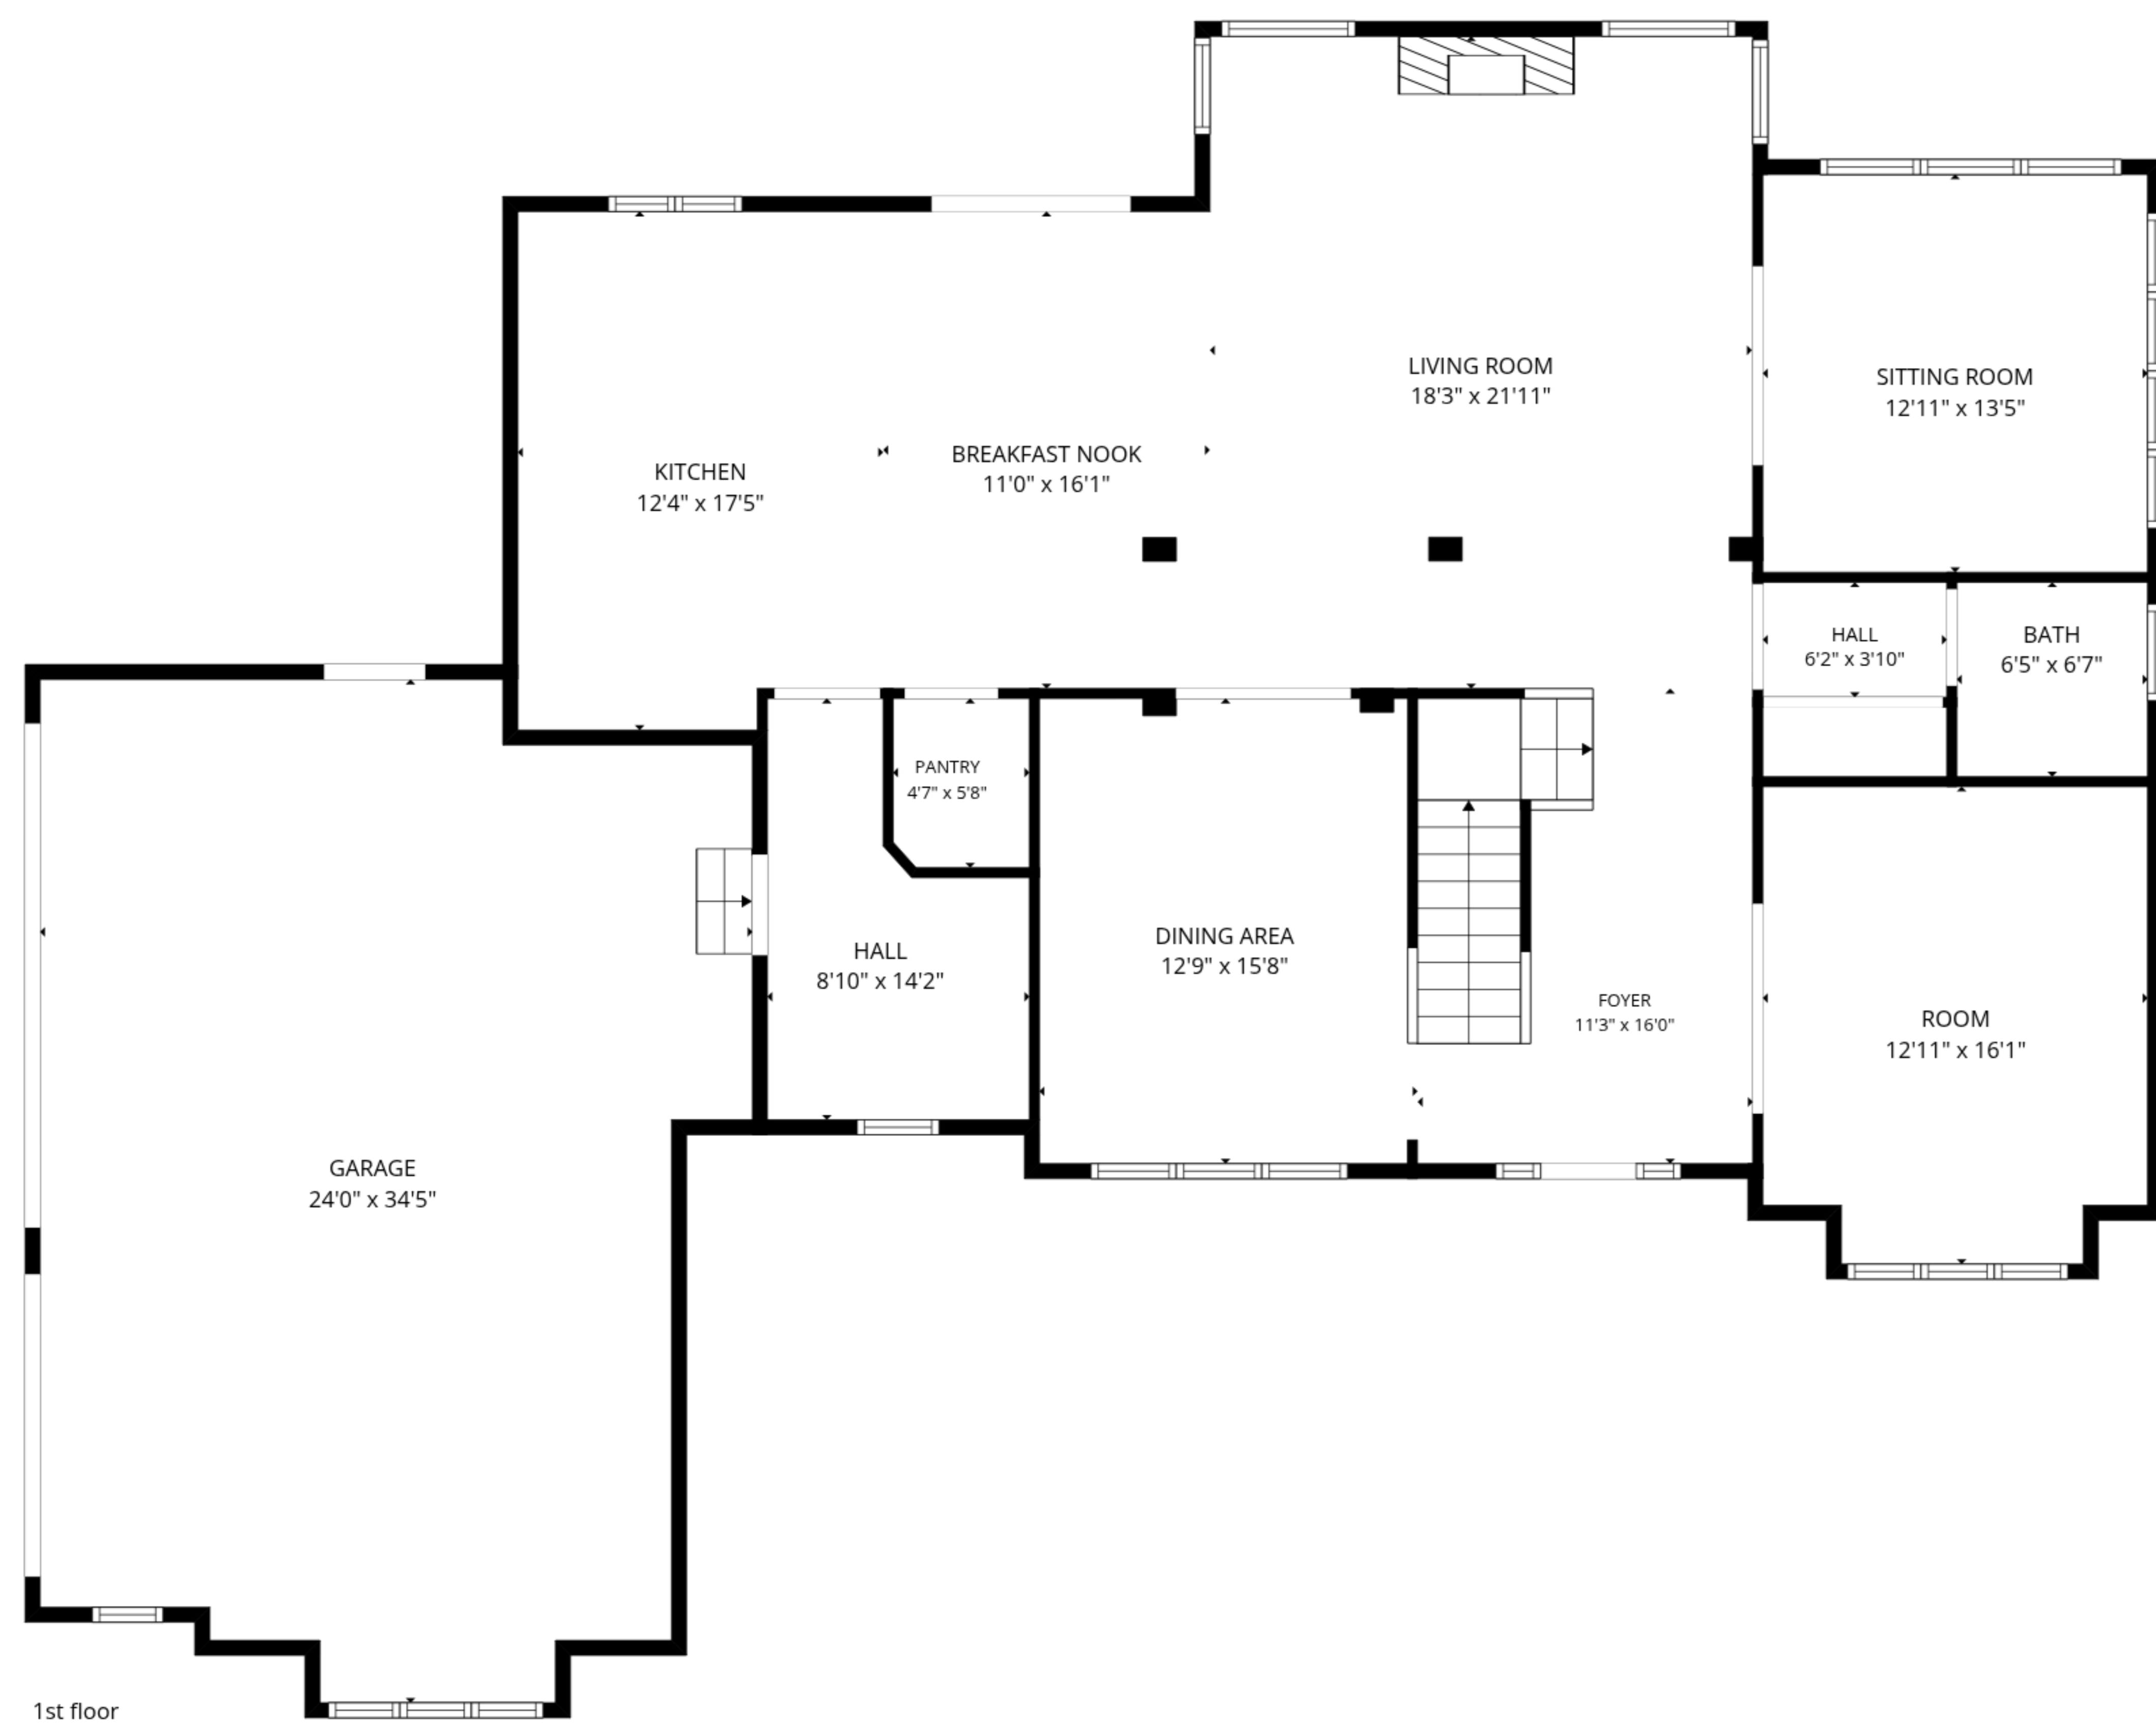 LIVING ROOM
18'3" x 21'11"
SITTING ROOM
12'11" x 13'5"
BREAKFAST NOOK
11'0" x 16'1"
KITCHEN
12'4" x 17'5"
HALL
6'2" x 3'10"
BATH
6'5" x 6'7"
PANTRY
4'7" x 5'8"
DINING AREA
12'9" x 15'8"
HALL
8'10" x 14'2"
FOYER
11'3" x 16'0"
ROOM
12'11" x 16'1"
GARAGE
24'0" x 34'5"
1st floor